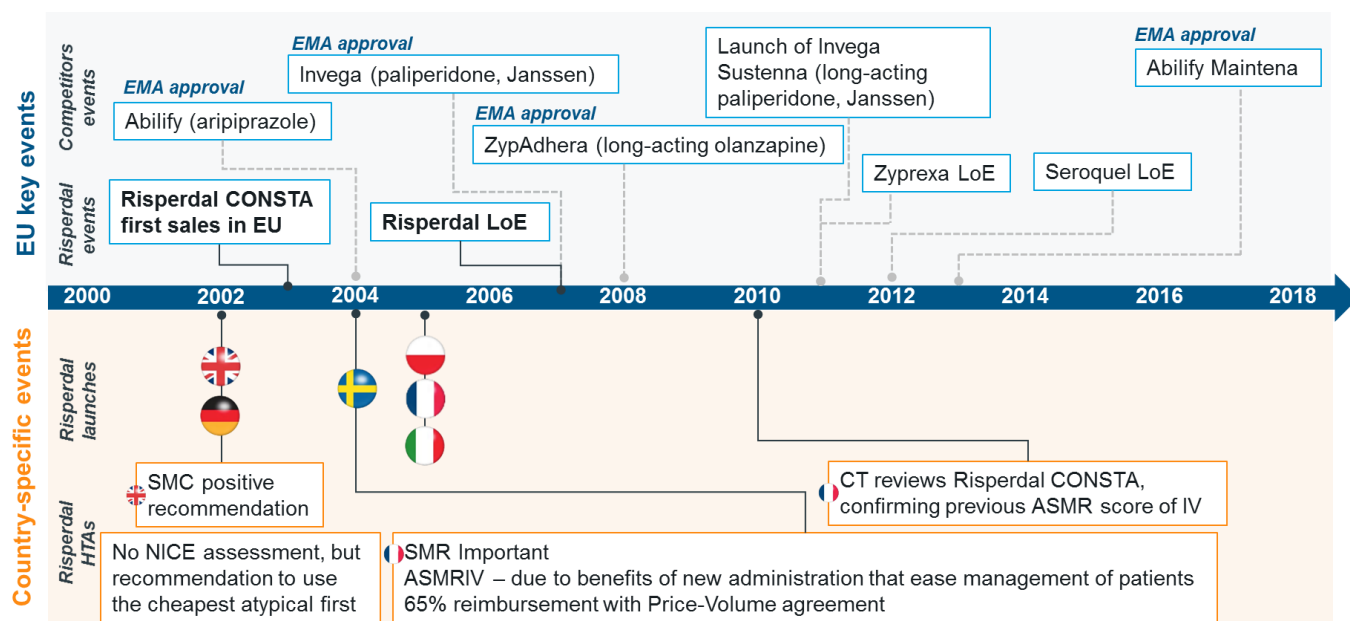 EU key events
Competitors
events
Risperdal
events
EMA approval
Abilify (aripiprazole)
EMA approval
Invega (paliperidone, Janssen)
EMA approval
ZypAdhera (long-acting olanzapine)
Launch of Invega
Sustenna (long-acting
paliperidone, Janssen)
EMA approval
Abilify Maintena
Zyprexa LoE
Seroquel LoE
Risperdal CONSTA
first sales in EU
Risperdal LoE
2000 2002 2004 2006 2008 2010 2012 2014 2016 2018
Country-specific events
Risperdal
launches
Risperdal
HTAs
SMC positive
recommendation
No NICE assessment, but
recommendation to use
the cheapest atypical first
CT reviews Risperdal CONSTA,
confirming previous ASMR score of IV
SMR Important
ASMRIV – due to benefits of new administration that ease management of patients
65% reimbursement with Price-Volume agreement